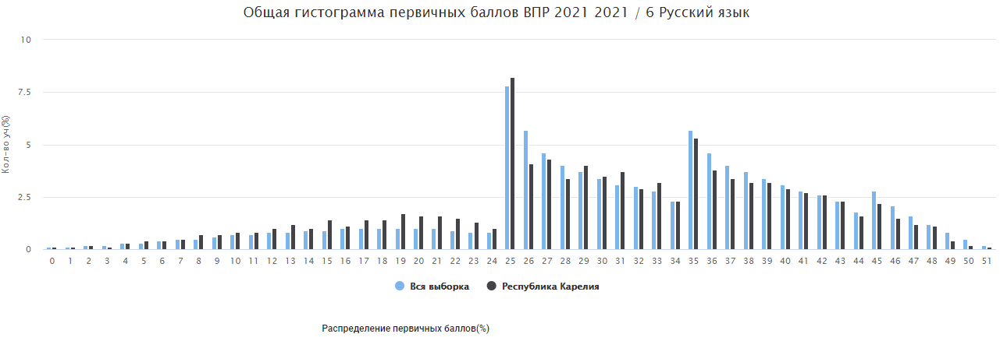 Общая гистограмма первичных баллов ВПР 2021 2021 / 6 Русский язык
Кол-во уч(%)
10
7.5
5
2.5
0
0 1 2 3 4 5 6 7 8 9 10 11 12 13 14 15 16 17 18 19 20 21 22 23 24 25 26 27 28 29 30 31 32 33 34 35 36 37 38 39 40 41 42 43 44 45 46 47 48 49 50 51
Вся выборка Республика Карелия
Распределение первичных баллов(%)